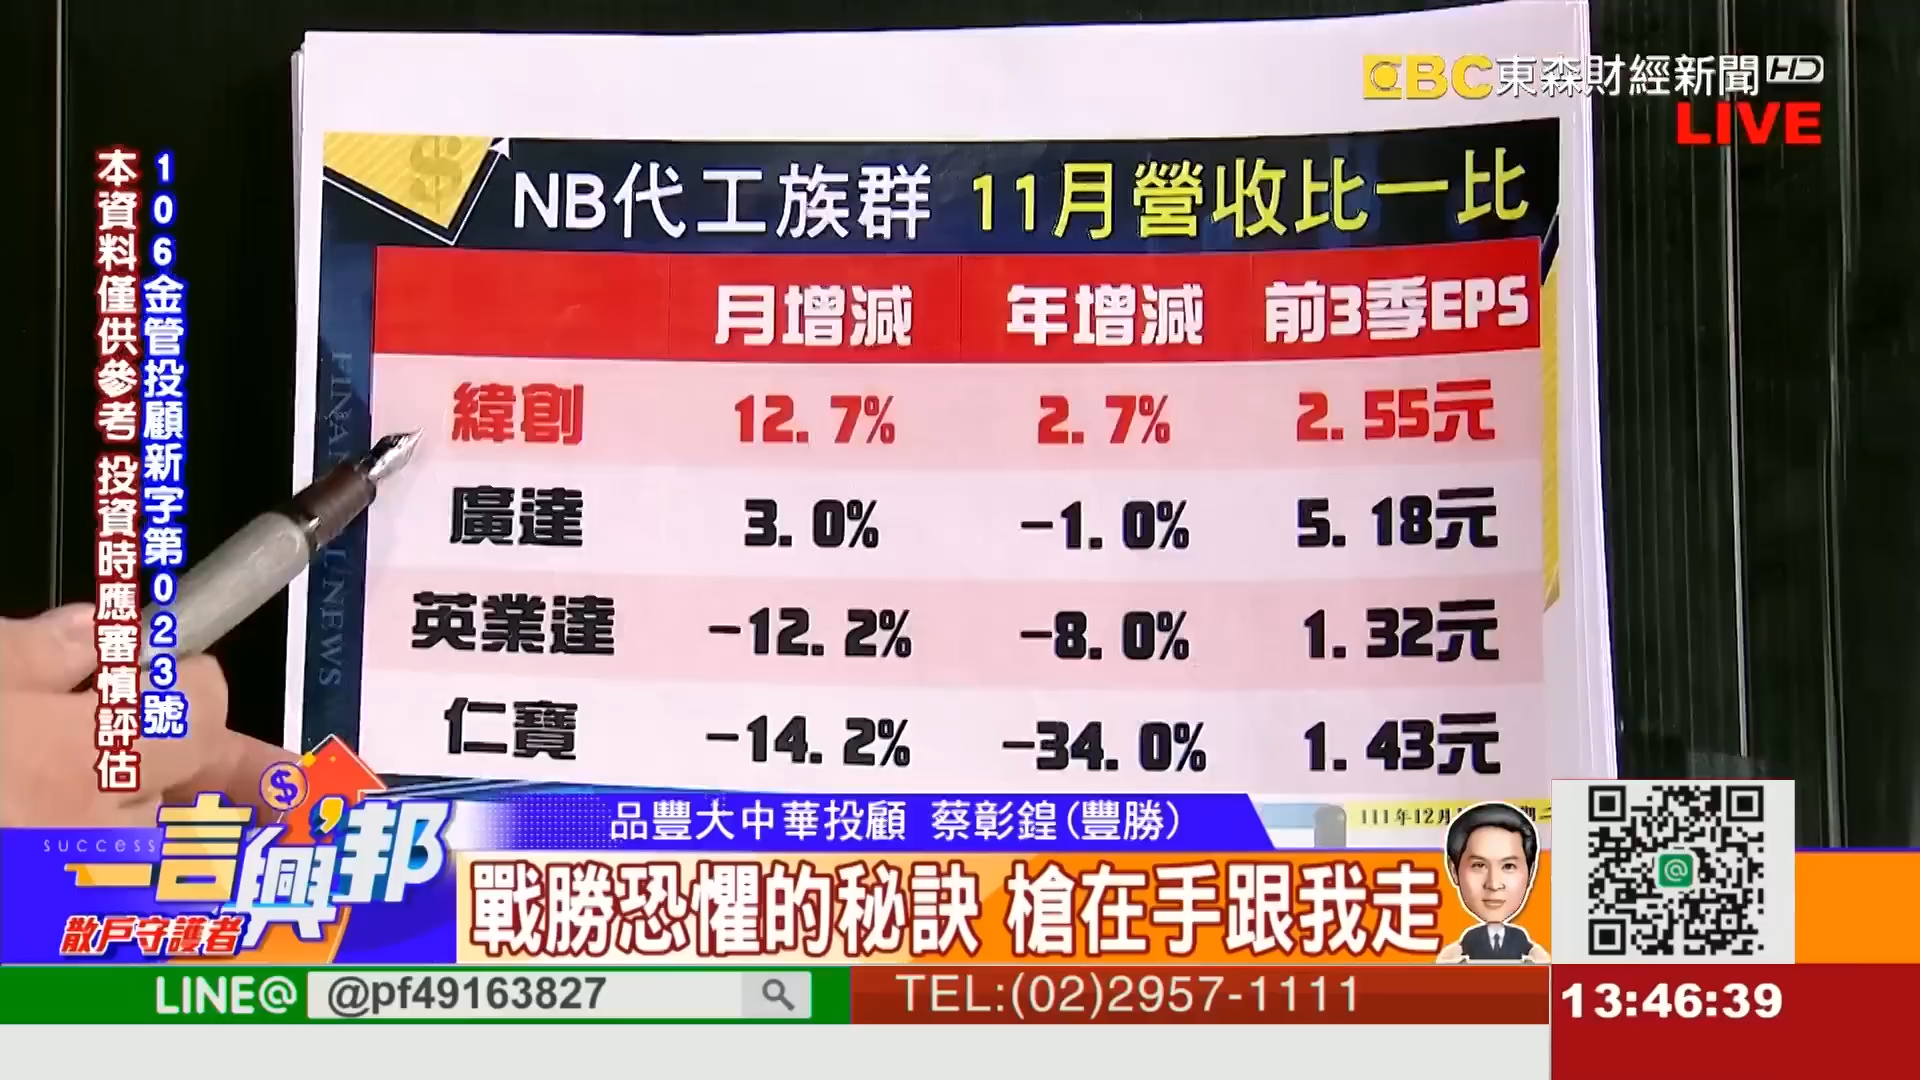 EBC東森財經新聞HD
LIVE
106金管投顧新字第023號
本資料僅供參考 投資時應審慎評估
NB代工族群 11月營收比一比
月增減 年增減 前3季EPS
緯創 12.7% 2.7% 2.55元
廣達 3.0% -1.0% 5.18元
英業達 -12.2% -8.0% 1.32元
仁寶 -14.2% -34.0% 1.43元
NEWS
品豐大中華投顧 蔡彰鍠(豐勝)
111年12月
success
一言興邦
散戶守護者
戰勝恐懼的秘訣 槍在手跟我走
LINE@ @pf49163827
TEL:(02)2957-1111
13:46:39